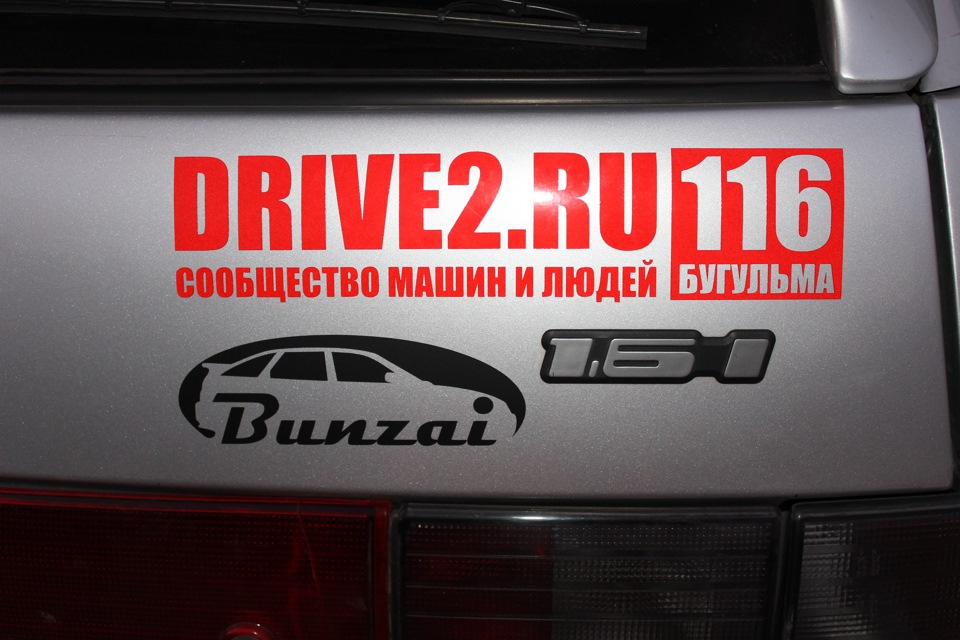 DRIVE2.RU 116
СООБЩЕСТВО МАШИН И ЛЮДЕЙ БУГУЛЬМА
1.6i
Bunzai